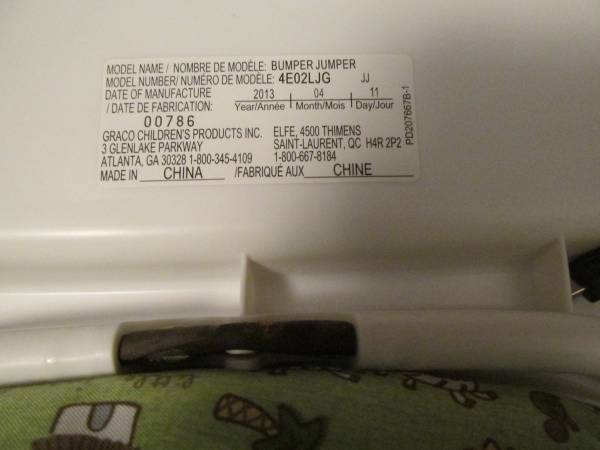 MODEL NAME / NOMBRE DE MODÈLE: BUMPER JUMPER
MODEL NUMBER/ NUMÉRO DE MODÈLE: 4E02LJG JJ
DATE OF MANUFACTURE 2013 04 11
/ DATE DE FABRICATION: Year/Année Month/Mois Day/Jour
00786
GRACO CHILDREN'S PRODUCTS INC. ELFE, 4500 THIMENS
3 GLENLAKE PARKWAY SAINT-LAURENT, QC H4R 2P2
ATLANTA, GA 30328 1-800-345-4109 1-800-667-8184
MADE IN CHINA /FABRIQUÉ AUX CHINE
PD207667B-1